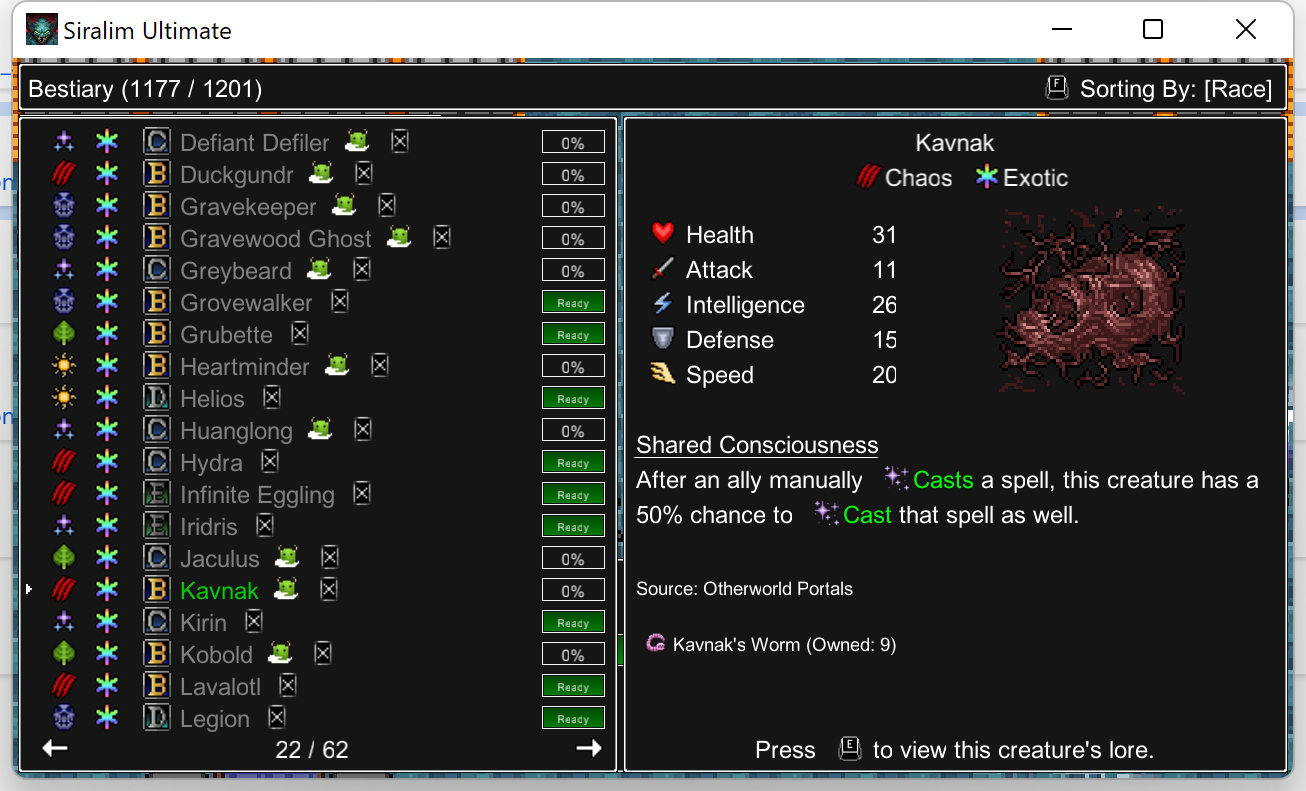 Siralim Ultimate
Bestiary (1177 / 1201)
F Sorting By: [Race]
C Defiant Defiler 0%
B Duckgundr 0%
B Gravekeeper 0%
B Gravewood Ghost 0%
C Greybeard 0%
B Grovewalker Ready
B Grubette Ready
B Heartminder 0%
D Helios Ready
C Huanglong 0%
C Hydra Ready
E Infinite Eggling Ready
E Iridris Ready
C Jaculus 0%
B Kavnak 0%
C Kirin Ready
B Kobold 0%
B Lavalotl Ready
D Legion Ready
22 / 62
Kavnak
Chaos Exotic
Health 31
Attack 11
Intelligence 26
Defense 15
Speed 20
Shared Consciousness
After an ally manually Casts a spell, this creature has a
50% chance to Cast that spell as well.
Source: Otherworld Portals
Kavnak's Worm (Owned: 9)
Press E to view this creature's lore.